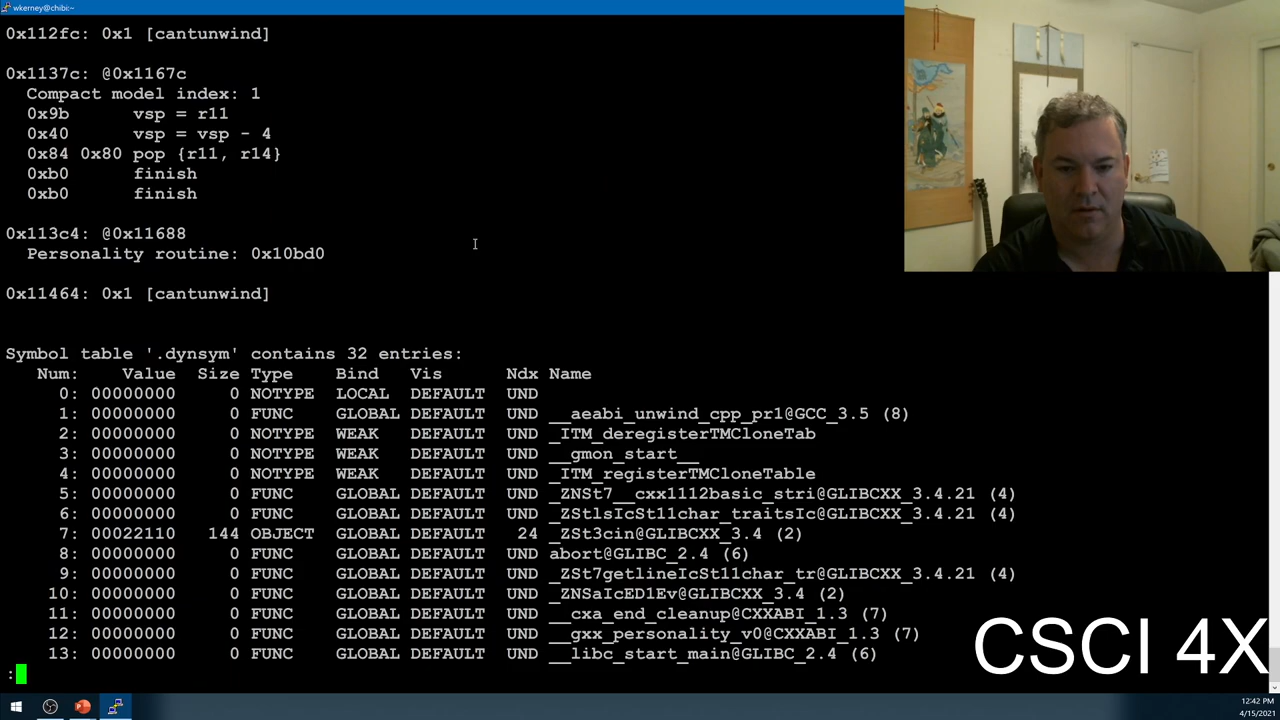 wkerney@chibi:~
0x112fc: 0x1 [cantunwind]
0x1137c: @0x1167c
Compact model index: 1
0x9b vsp = r11
0x40 vsp = vsp - 4
0x84 0x80 pop {r11, r14}
0xb0 finish
0xb0 finish
0x113c4: @0x11688
Personality routine: 0x10bd0
0x11464: 0x1 [cantunwind]
Symbol table '.dynsym' contains 32 entries:
Num: Value Size Type Bind Vis Ndx Name
0: 00000000 0 NOTYPE LOCAL DEFAULT UND
1: 00000000 0 FUNC GLOBAL DEFAULT UND __aeabi_unwind_cpp_pr1@GCC_3.5 (8)
2: 00000000 0 NOTYPE WEAK DEFAULT UND _ITM_deregisterTMCloneTab
3: 00000000 0 NOTYPE WEAK DEFAULT UND __gmon_start__
4: 00000000 0 NOTYPE WEAK DEFAULT UND _ITM_registerTMCloneTable
5: 00000000 0 FUNC GLOBAL DEFAULT UND _ZNSt7__cxx1112basic_stri@GLIBCXX_3.4.21 (4)
6: 00000000 0 FUNC GLOBAL DEFAULT UND _ZStlsIcSt11char_traitsIc@GLIBCXX_3.4.21 (4)
7: 00022110 144 OBJECT GLOBAL DEFAULT 24 _ZSt3cin@GLIBCXX_3.4 (2)
8: 00000000 0 FUNC GLOBAL DEFAULT UND abort@GLIBC_2.4 (6)
9: 00000000 0 FUNC GLOBAL DEFAULT UND _ZSt7getlineIcSt11char_tr@GLIBCXX_3.4.21 (4)
10: 00000000 0 FUNC GLOBAL DEFAULT UND _ZNSaIcED1Ev@GLIBCXX_3.4 (2)
11: 00000000 0 FUNC GLOBAL DEFAULT UND __cxa_end_cleanup@CXXABI_1.3 (7)
12: 00000000 0 FUNC GLOBAL DEFAULT UND __gxx_personality_v0@CXXABI_1.3 (7)
13: 00000000 0 FUNC GLOBAL DEFAULT UND __libc_start_main@GLIBC_2.4 (6)
:
CSCI 4X
12:42 PM
4/15/2021